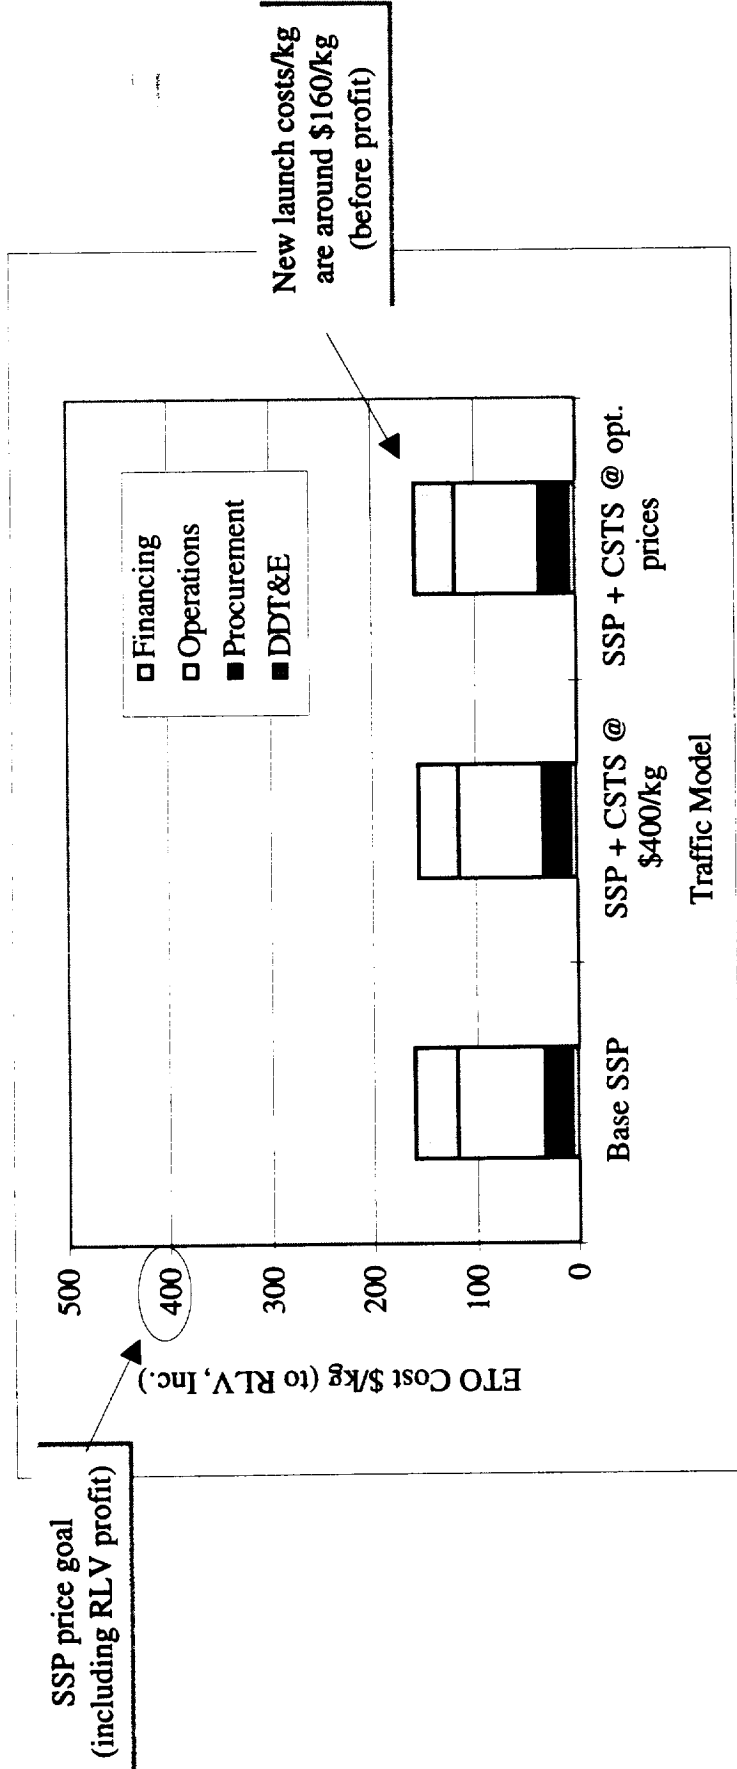 SSP price goal
(including RLV profit)
New launch costs/kg
are around $160/kg
(before profit)
ETO Cost $/kg (to RLV, Inc.)
500
400
300
200
100
0
Financing
Operations
Procurement
DDT&E
Base SSP
SSP + CSTS @
$400/kg
SSP + CSTS @ opt.
prices
Traffic Model